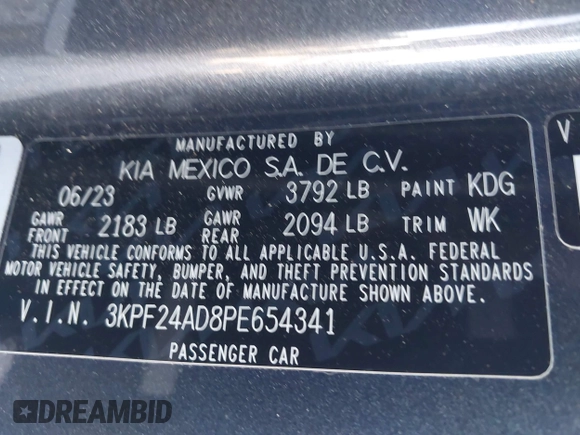 MANUFACTURED BY
KIA MEXICO S.A. DE C.V.
06/23 GVWR 3792 LB PAINT KDG
GAWR FRONT 2183 LB GAWR REAR 2094 LB TRIM WK
THIS VEHICLE CONFORMS TO ALL APPLICABLE U.S.A. FEDERAL
MOTOR VEHICLE SAFETY, BUMPER, AND THEFT PREVENTION STANDARDS
IN EFFECT ON THE DATE OF MANUFACTURE SHOWN ABOVE.
V.I.N. 3KPF24AD8PE654341
PASSENGER CAR
V
DREAMBID